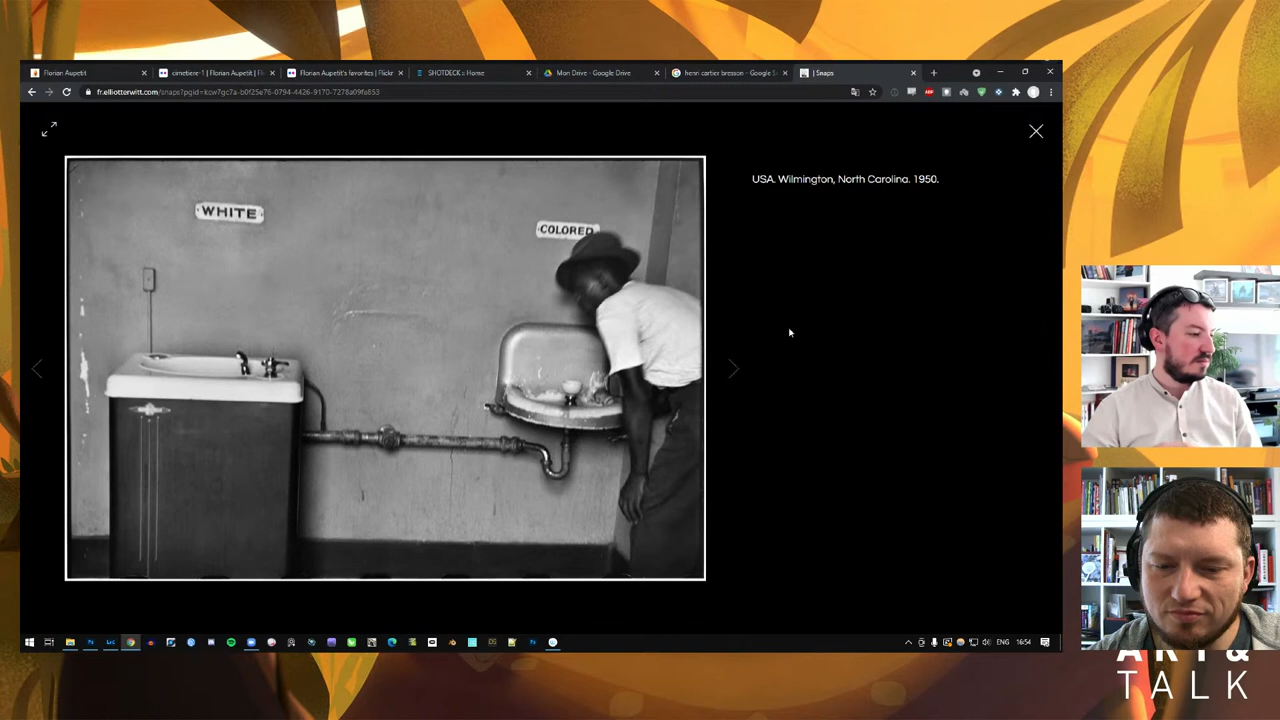 Florian Aupetit
cimetiere-1 | Florian Aupetit | Fl
Florian Aupetit's favorites | Flickr
SHOTDECK :: Home
Mon Drive - Google Drive
henri cartier bresson - Google S
| Snaps
fr.elliotterwitt.com/snaps?pgid=kcw7gc7a-b0f25e76-0794-4426-9170-7278a09fa853
USA. Wilmington, North Carolina. 1950.
WHITE
COLORED
ENG
16:54
ART&
TALK